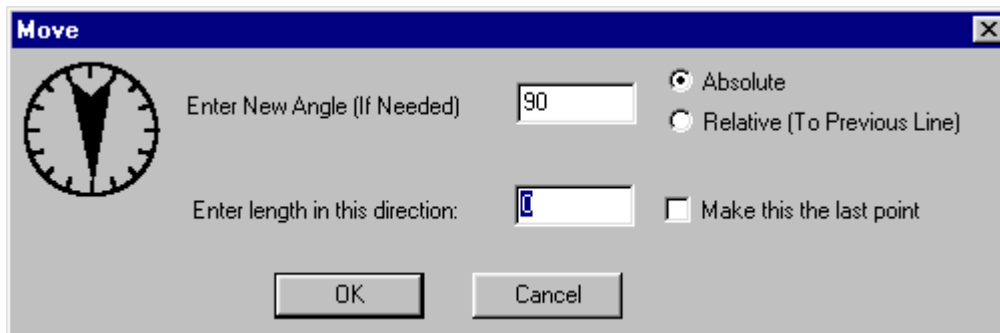 Move
Enter New Angle (If Needed)
90
Absolute
Relative (To Previous Line)
Enter length in this direction:
0
Make this the last point
OK
Cancel